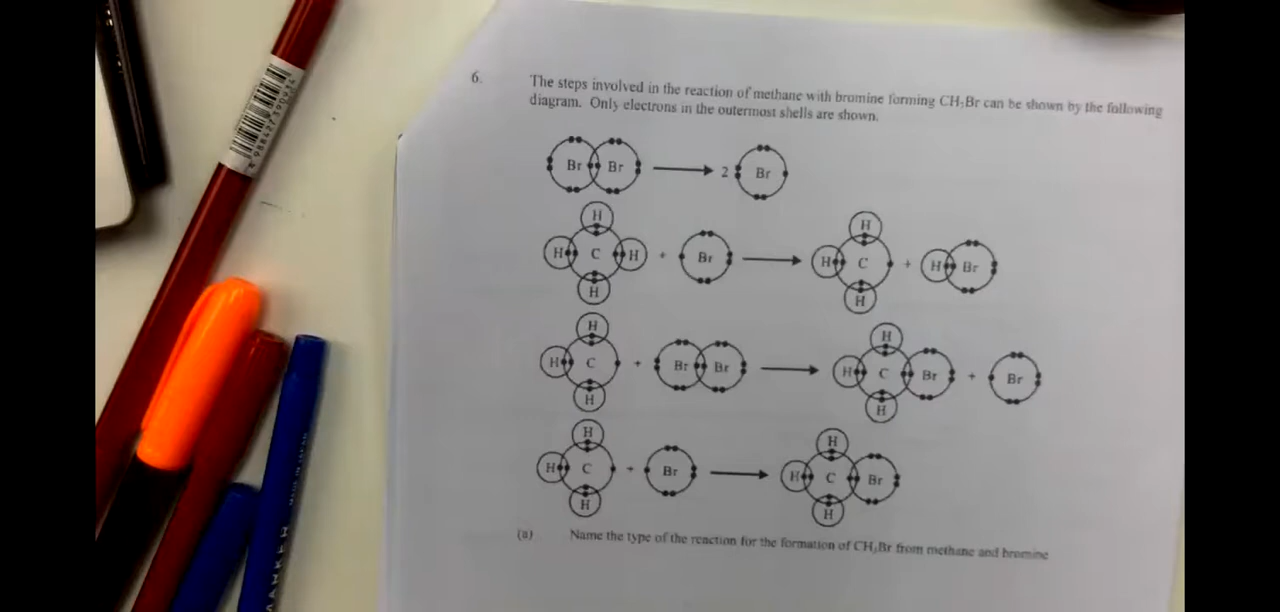 6.
The steps involved in the reaction of methane with bromine forming CH₃Br can be shown by the following
diagram. Only electrons in the outermost shells are shown.
Br Br 2 Br
H
H C H + Br H C + H Br
H
H
H
H
H C + Br Br H C Br + Br
H
H
H
H
H C + Br H C Br
H
H
H
(a) Name the type of the reaction for the formation of CH₃Br from methane and bromine